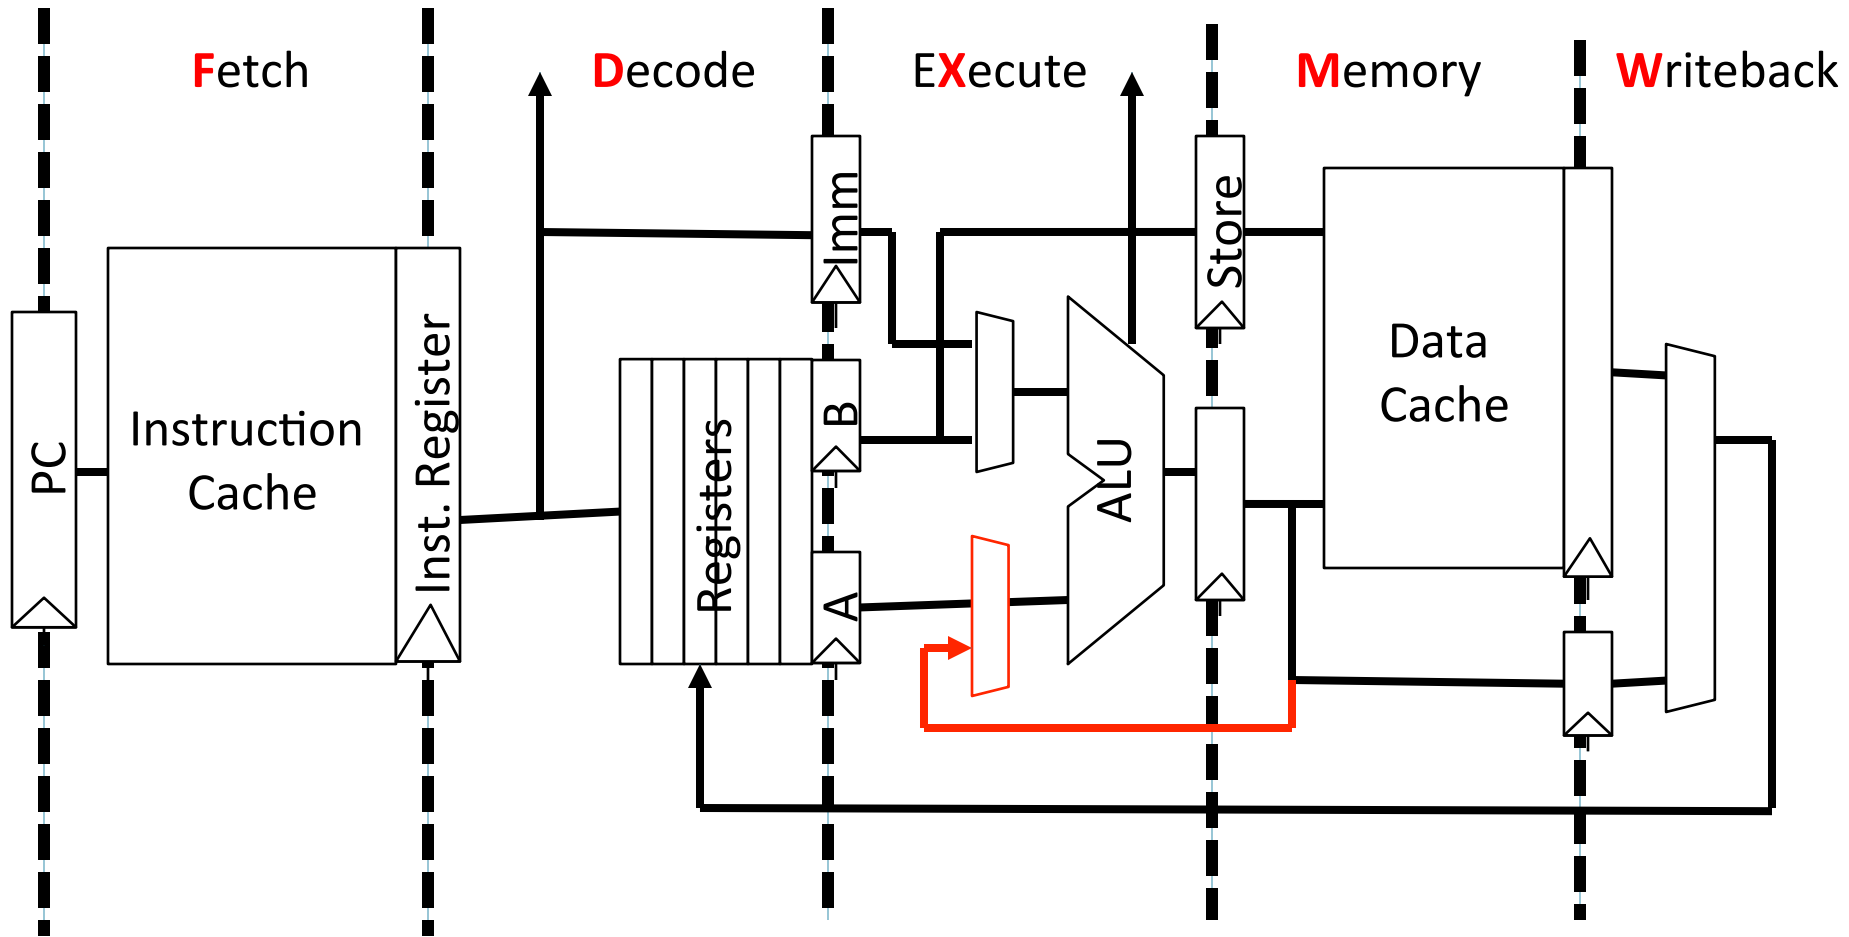 Fetch
Decode
EXecute
Memory
Writeback
PC
Instruction
Cache
Inst. Register
Registers
Imm
B
A
ALU
Store
Data
Cache